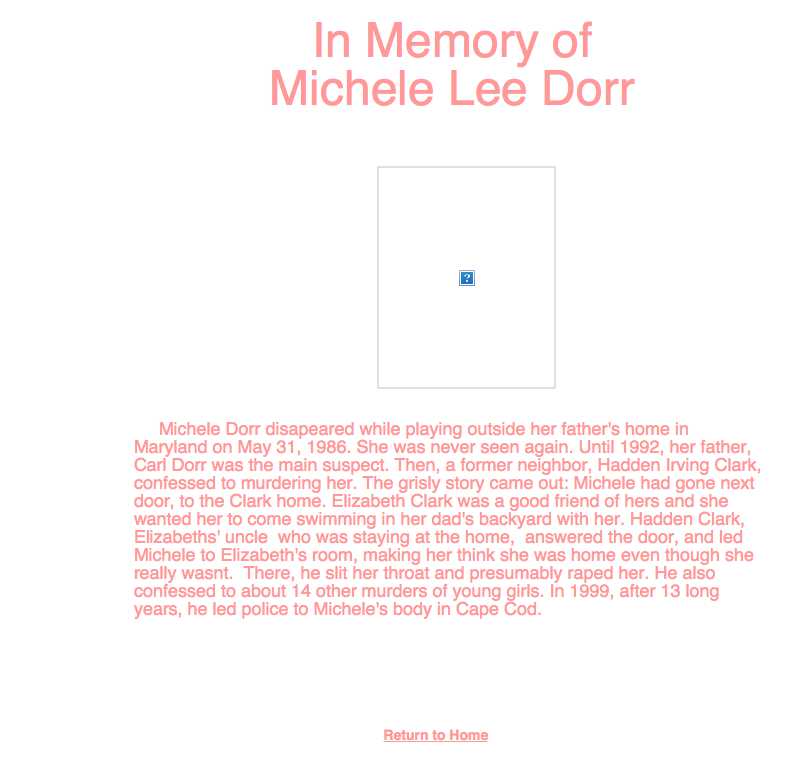 In Memory of
Michele Lee Dorr
Michele Dorr disapeared while playing outside her father's home in
Maryland on May 31, 1986. She was never seen again. Until 1992, her father,
Carl Dorr was the main suspect. Then, a former neighbor, Hadden Irving Clark,
confessed to murdering her. The grisly story came out: Michele had gone next
door, to the Clark home. Elizabeth Clark was a good friend of hers and she
wanted her to come swimming in her dad's backyard with her. Hadden Clark,
Elizabeths' uncle  who was staying at the home,  answered the door, and led
Michele to Elizabeth's room, making her think she was home even though she
really wasnt.  There, he slit her throat and presumably raped her. He also
confessed to about 14 other murders of young girls. In 1999, after 13 long
years, he led police to Michele's body in Cape Cod.
Return to Home